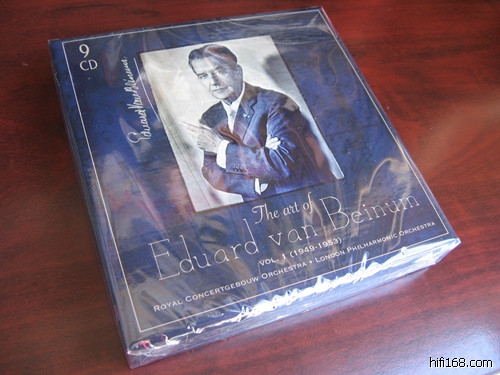 9
CD
The art of
Eduard van Beinum
VOL. 1 (1949-1953)
ROYAL CONCERTGEBOUW ORCHESTRA • LONDON PHILHARMONIC ORCHESTRA
hifi168.com